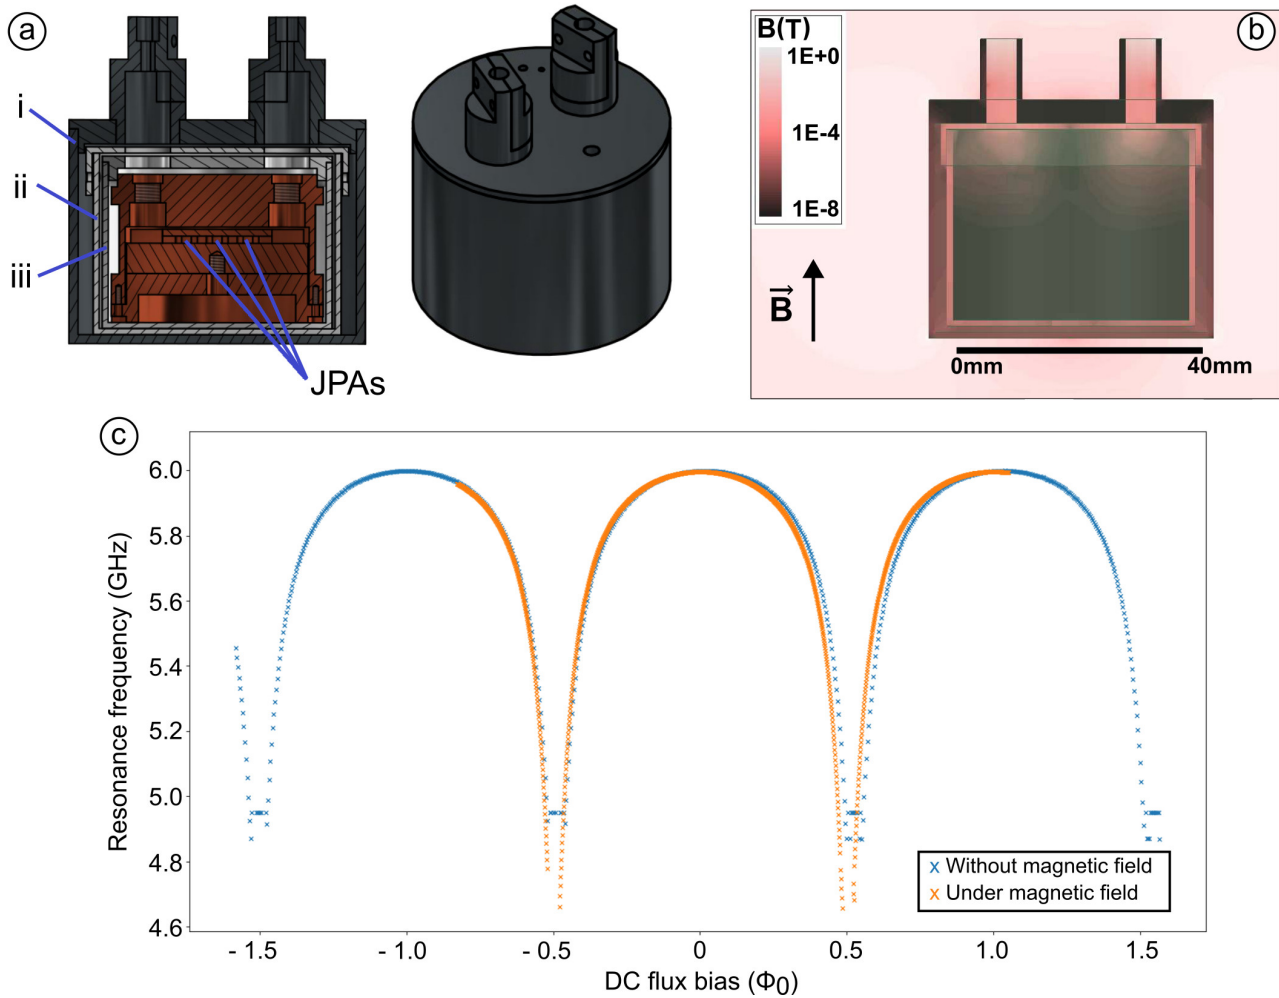 a
i
ii
iii
JPAs
b
B(T)
1E+0
1E-4
1E-8
B
0mm 40mm
c
Resonance frequency (GHz)
6.0
5.8
5.6
5.4
5.2
5.0
4.8
4.6
- 1.5 - 1.0 - 0.5 0 0.5 1.0 1.5
DC flux bias (Φ0)
x Without magnetic field
x Under magnetic field